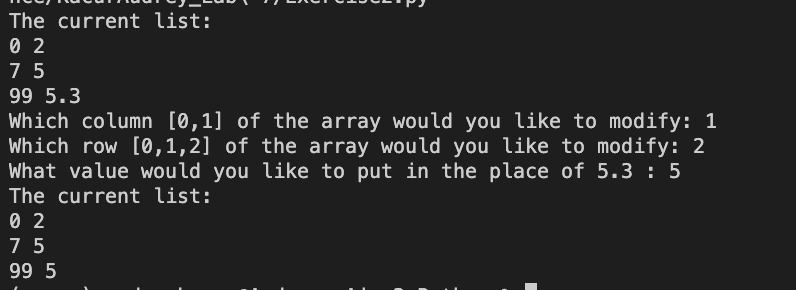 The current list:
0 2
7 5
99 5.3
Which column [0,1] of the array would you like to modify: 1
Which row [0,1,2] of the array would you like to modify: 2
What value would you like to put in the place of 5.3 : 5
The current list:
0 2
7 5
99 5